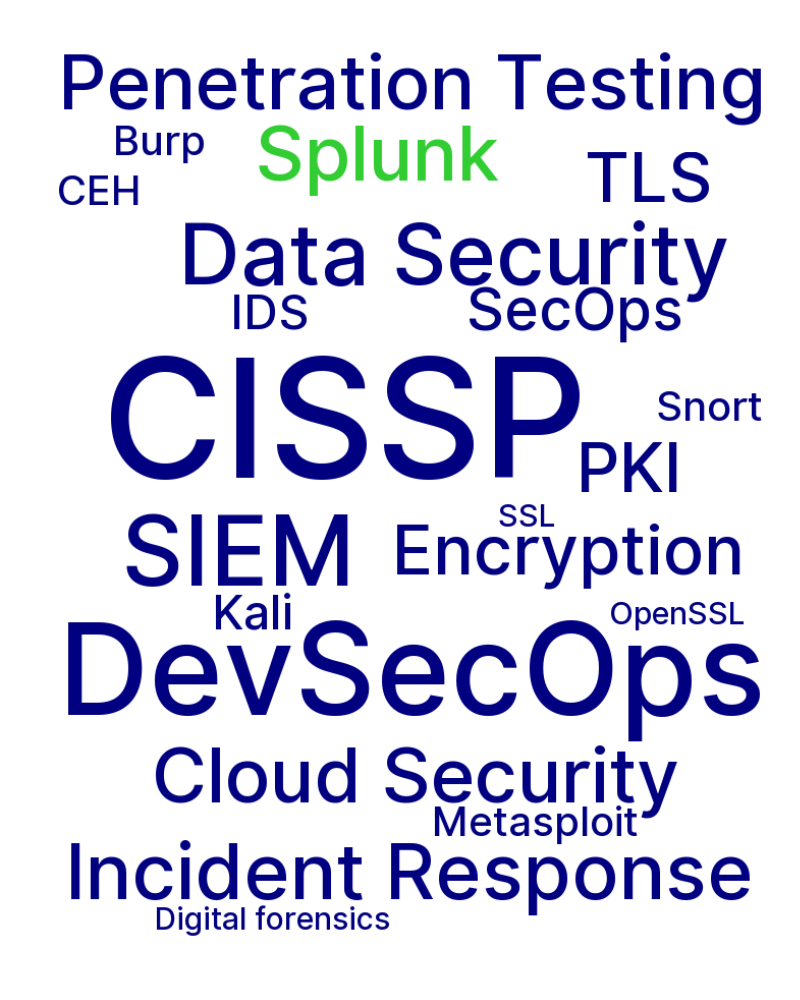 Penetration Testing
Burp
Splunk
TLS
CEH
Data Security
IDS
SecOps
CISSP
Snort
PKI
SSL
SIEM
Encryption
Kali
OpenSSL
DevSecOps
Cloud Security
Metasploit
Incident Response
Digital forensics